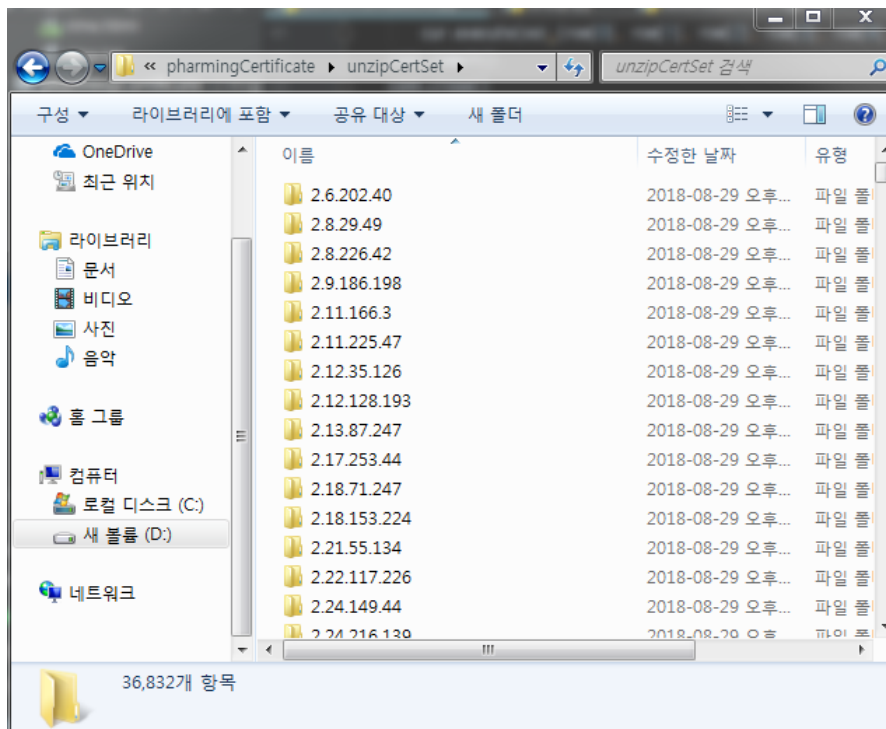 « pharmingCertificate ▸ unzipCertSet ▸
unzipCertSet 검색
구성 ▼ 라이브러리에 포함 ▼ 공유 대상 ▼ 새 폴더
OneDrive
최근 위치
라이브러리
문서
비디오
사진
음악
홈 그룹
컴퓨터
로컬 디스크 (C:)
새 볼륨 (D:)
네트워크
이름 수정한 날짜 유형
2.6.202.40 2018-08-29 오후... 파일 폴
2.8.29.49 2018-08-29 오후... 파일 폴
2.8.226.42 2018-08-29 오후... 파일 폴
2.9.186.198 2018-08-29 오후... 파일 폴
2.11.166.3 2018-08-29 오후... 파일 폴
2.11.225.47 2018-08-29 오후... 파일 폴
2.12.35.126 2018-08-29 오후... 파일 폴
2.12.128.193 2018-08-29 오후... 파일 폴
2.13.87.247 2018-08-29 오후... 파일 폴
2.17.253.44 2018-08-29 오후... 파일 폴
2.18.71.247 2018-08-29 오후... 파일 폴
2.18.153.224 2018-08-29 오후... 파일 폴
2.21.55.134 2018-08-29 오후... 파일 폴
2.22.117.226 2018-08-29 오후... 파일 폴
2.24.149.44 2018-08-29 오후... 파일 폴
2.24.216.139 2018-08-29 오후... 파일 폴
36,832개 항목